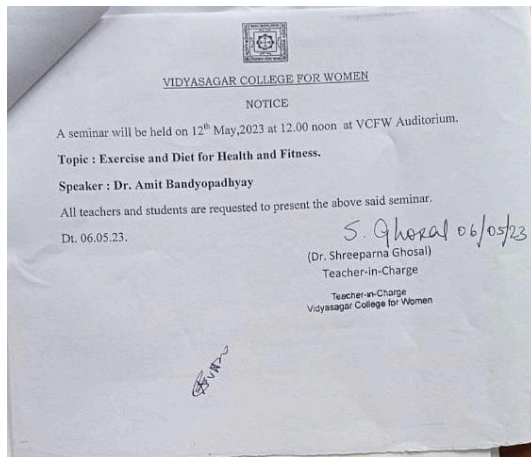 VIDYASAGAR COLLEGE FOR WOMEN
NOTICE
A seminar will be held on 12th May,2023 at 12.00 noon at VCFW Auditorium.
Topic : Exercise and Diet for Health and Fitness.
Speaker : Dr. Amit Bandyopadhyay
All teachers and students are requested to present the above said seminar.
Dt. 06.05.23.
S. Ghosal 06/05/23
(Dr. Shreeparna Ghosal)
Teacher-in-Charge
Teacher-in-Charge
Vidyasagar College for Women